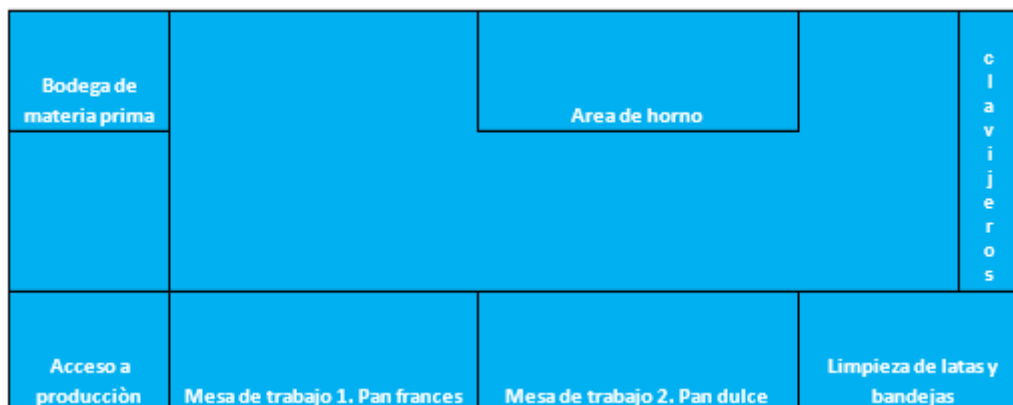 Bodega de
materia prima
Area de horno
clavijeros
Acceso a
producciòn
Mesa de trabajo 1. Pan frances
Mesa de trabajo 2. Pan dulce
Limpieza de latas y
bandejas